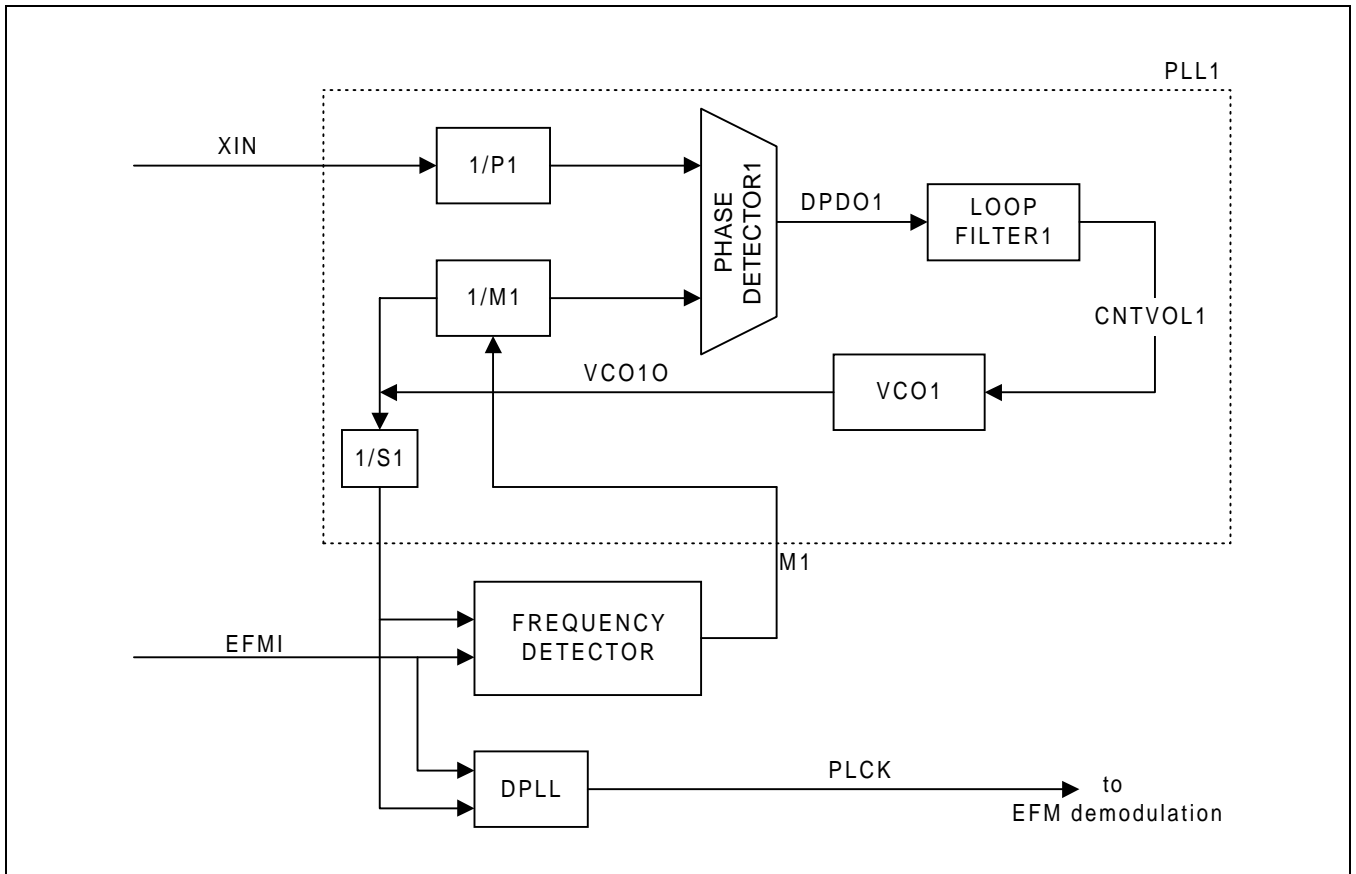 PLL1
XIN
1/P1
PHASE
DETECTOR1
DPDO1
LOOP
FILTER1
1/M1
CNTVOL1
VCO1O
VCO1
1/S1
M1
FREQUENCY
DETECTOR
EFMI
DPLL
PLCK
to
EFM demodulation